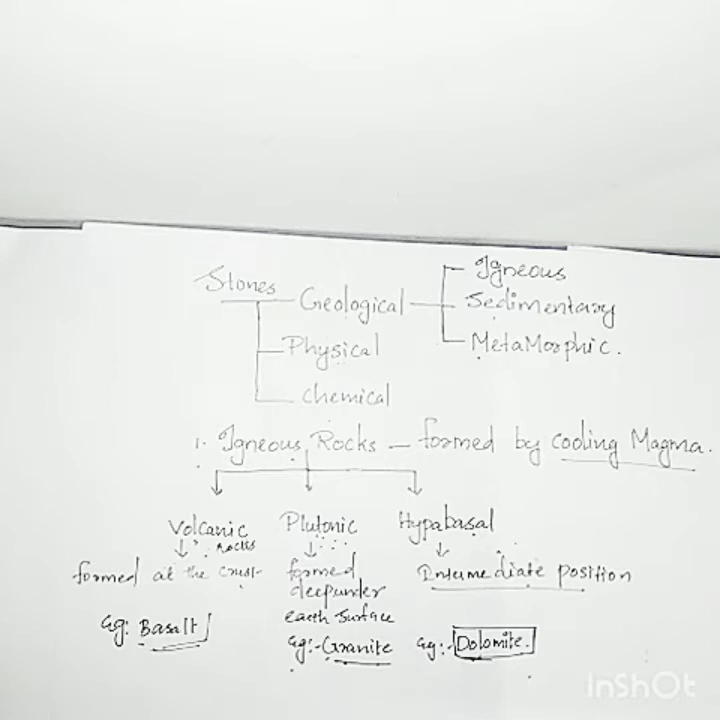 Stones
Geological
Igneous
Sedimentary
MetaMorphic.
Physical
chemical
1. Igneous Rocks — formed by cooling Magma.
Volcanic rocks
formed at the crust
eg: Basalt
Plutonic
formed
deepunder
earth surface
eg:- Granite
Hypabasal
Intermediate position
eg:- Dolomite.
InShOt